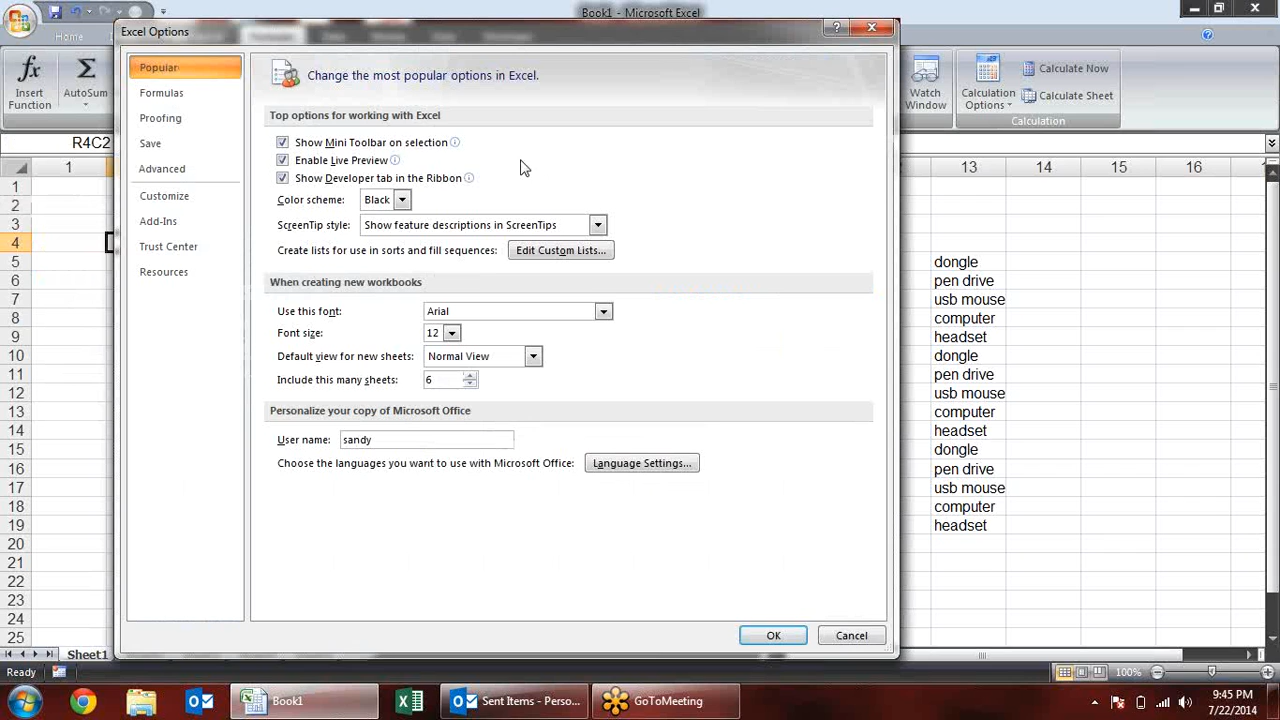 Book1 - Microsoft Excel
Excel Options
Home
Insert Function
AutoSum
Watch Window
Calculation Options
Calculate Now
Calculate Sheet
Calculation
Popular
Formulas
Proofing
Save
Advanced
Customize
Add-Ins
Trust Center
Resources
Change the most popular options in Excel.
Top options for working with Excel
Show Mini Toolbar on selection
Enable Live Preview
Show Developer tab in the Ribbon
Color scheme: Black
ScreenTip style: Show feature descriptions in ScreenTips
Create lists for use in sorts and fill sequences: Edit Custom Lists...
When creating new workbooks
Use this font: Arial
Font size: 12
Default view for new sheets: Normal View
Include this many sheets: 6
Personalize your copy of Microsoft Office
User name: sandy
Choose the languages you want to use with Microsoft Office: Language Settings...
OK Cancel
R4C2
1 13 14 15 16
1
2
3
4
5 dongle
6 pen drive
7 usb mouse
8 computer
9 headset
10 dongle
11 pen drive
12 usb mouse
13 computer
14 headset
15 dongle
16 pen drive
17 usb mouse
18 computer
19 headset
20
21
22
23
24
25
Sheet1
Ready 100%
Book1 Sent Items - Perso... GoToMeeting 9:45 PM
7/22/2014